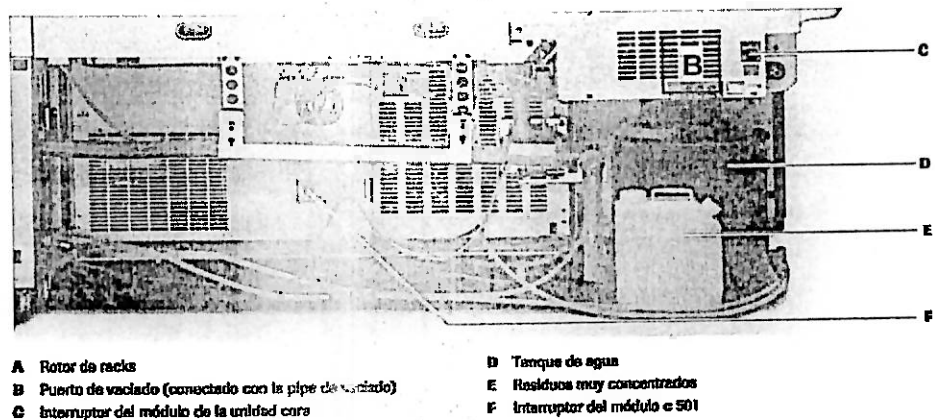 B
C
D
E
F
A Rotor de racks
B Puerto de vaciado (conectado con la pipe de vaciado)
C Interruptor del módulo de la unidad core
D Tanque de agua
E Residuos muy concentrados
F Interruptor del módulo c 501